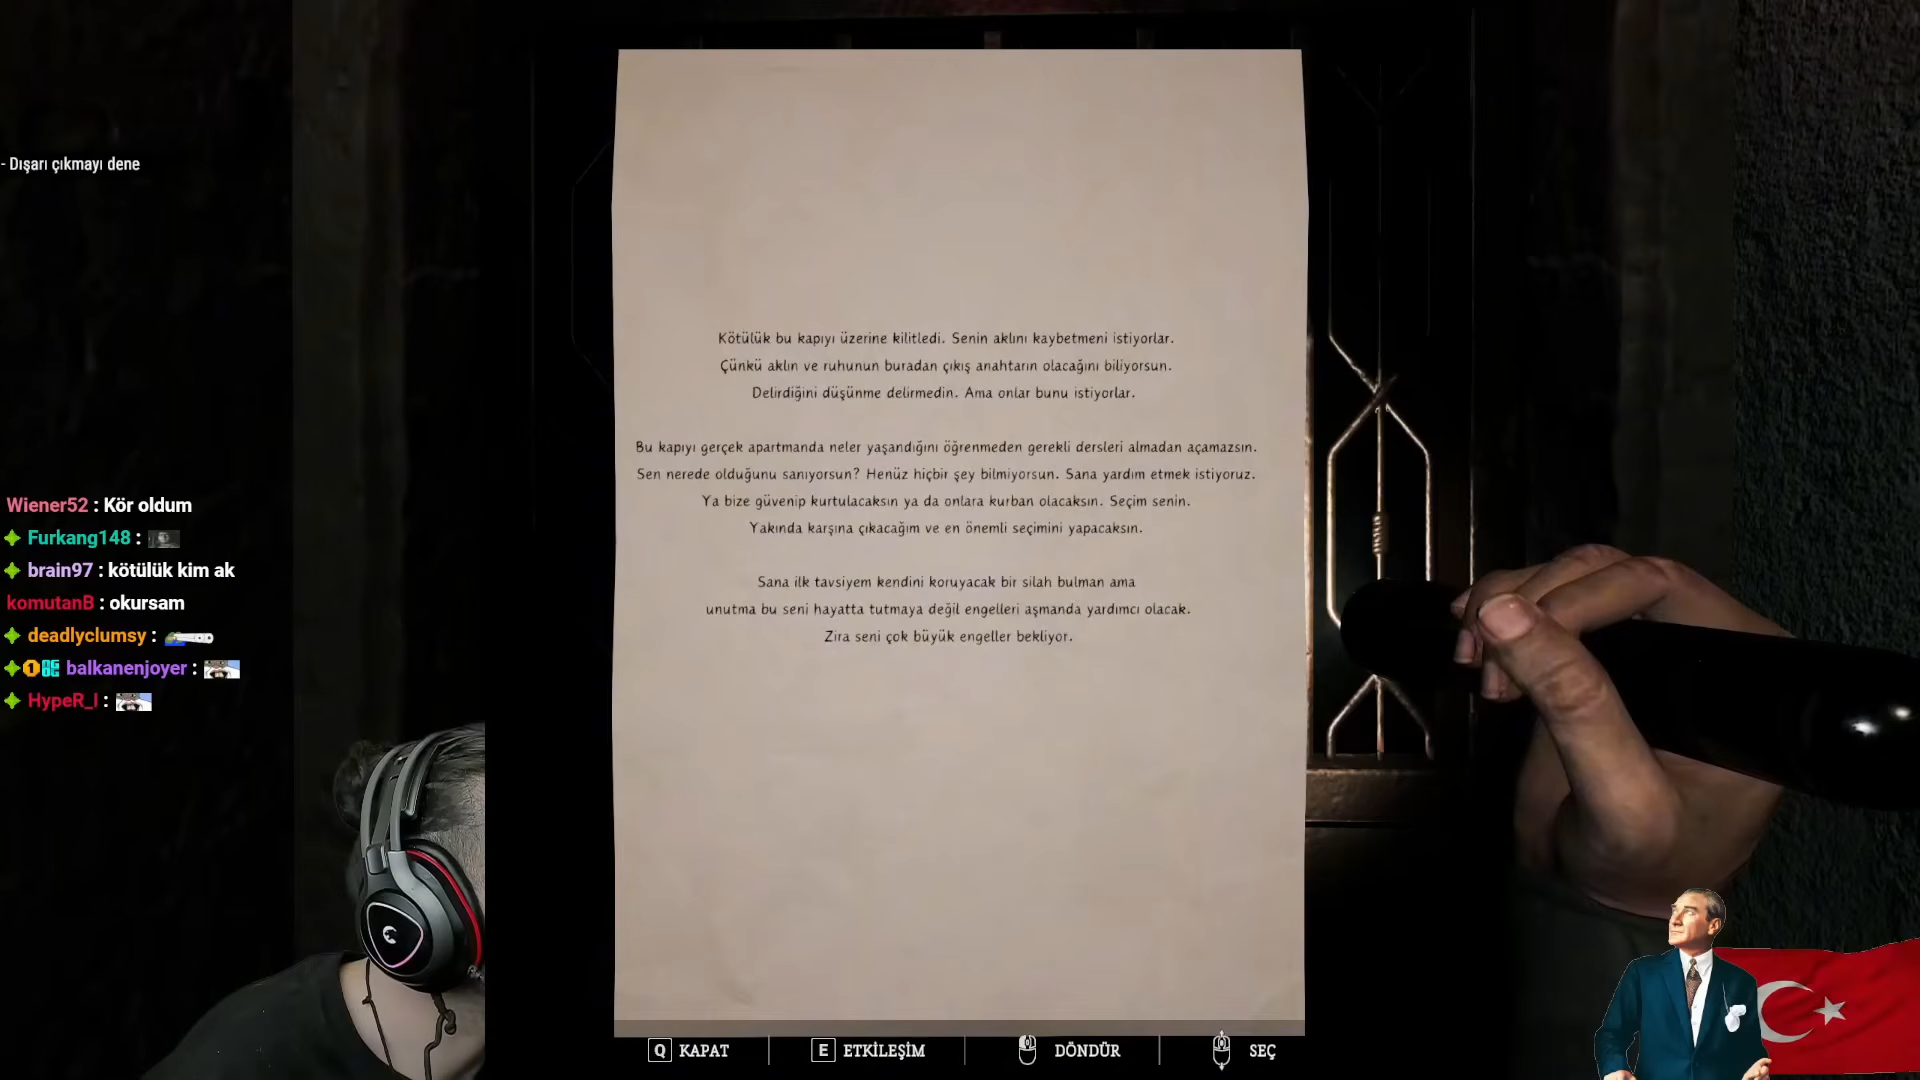 - Dışarı çıkmayı dene
Kötülük bu kapıyı üzerine kilitledi. Senin aklını kaybetmeni istiyorlar.
Çünkü aklın ve ruhunun buradan çıkış anahtarın olacağını biliyorsun.
Delirdiğini düşünme delirmedin. Ama onlar bunu istiyorlar.
Bu kapıyı gerçek apartmanda neler yaşandığını öğrenmeden gerekli dersleri almadan açamazsın.
Sen nerede olduğunu sanıyorsun? Henüz hiçbir şey bilmiyorsun. Sana yardım etmek istiyoruz.
Ya bize güvenip kurtulacaksın ya da onlara kurban olacaksın. Seçim senin.
Yakında karşına çıkacağım ve en önemli seçimini yapacaksın.
Sana ilk tavsiyem kendini koruyacak bir silah bulman ama
unutma bu seni hayatta tutmaya değil engelleri aşmanda yardımcı olacak.
Zira seni çok büyük engeller bekliyor.
Wiener52 : Kör oldum
Furkang148 :
brain97 : kötülük kim ak
komutanB : okursam
deadlyclumsy :
balkanenjoyer :
HypeR_I :
Q KAPAT
E ETKİLEŞİM
DÖNDÜR
SEÇ